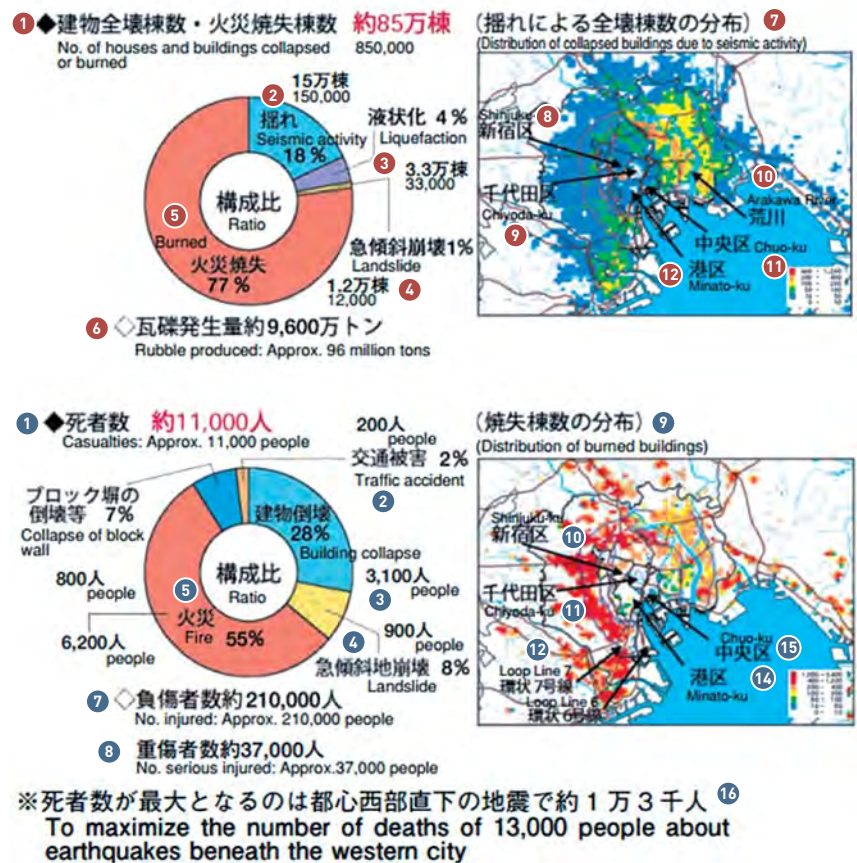 1 ◆建物全壊棟数・火災焼失棟数 約85万棟
No. of houses and buildings collapsed 850,000
or burned
2 15万棟
150,000
揺れ
Seismic activity
18%
液状化 4%
Liquefaction
3 3.3万棟
33,000
構成比
Ratio
急傾斜崩壊1%
Landslide
1.2万棟 4
12,000
5
Burned
火災焼失
77%
6 ◇瓦礫発生量約9,600万トン
Rubble produced: Approx. 96 million tons
(揺れによる全壊棟数の分布) 7
(Distribution of collapsed buildings due to seismic activity)
Shinjuku-ku 8
新宿区
千代田区
Chiyoda-ku
9
10
Arakawa River
荒川
中央区 Chuo-ku
11
12 港区
Minato-ku
1 ◆死者数 約11,000人
Casualties: Approx. 11,000 people
200人
people
交通被害 2%
Traffic accident
2
ブロック塀の
倒壊等 7%
Collapse of block
wall
800人
people
建物倒壊
28%
Building collapse
3,100人
people
3
構成比
Ratio
5
火災
Fire 55%
6,200人
people
4 900人
people
急傾斜地崩壊 8%
Landslide
7 ◇負傷者数約210,000人
No. injured: Approx. 210,000 people
8 重傷者数約37,000人
No. serious injured: Approx.37,000 people
(焼失棟数の分布) 9
(Distribution of burned buildings)
Shinjuku-ku
新宿区 10
千代田区
Chiyoda-ku 11
12
Loop Line 7
環状7号線
Loop Line 6
環状6号線
Chuo-ku
中央区 15
港区 14
Minato-ku
※死者数が最大となるのは都心西部直下の地震で約1万3千人 16
To maximize the number of deaths of 13,000 people about
earthquakes beneath the western city